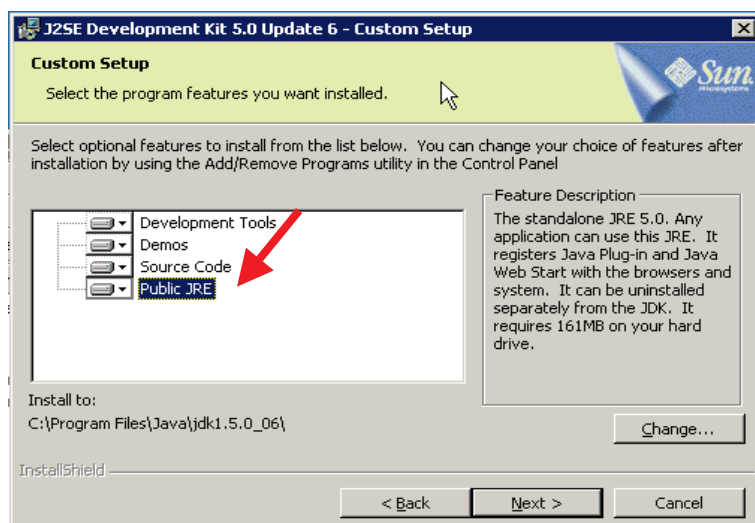 J2SE Development Kit 5.0 Update 6 - Custom Setup
Custom Setup
Select the program features you want installed.
Sun
microsystems
Select optional features to install from the list below. You can change your choice of features after
installation by using the Add/Remove Programs utility in the Control Panel
Development Tools
Demos
Source Code
Public JRE
Feature Description
The standalone JRE 5.0. Any
application can use this JRE. It
registers Java Plug-in and Java
Web Start with the browsers and
system. It can be uninstalled
separately from the JDK. It
requires 161MB on your hard
drive.
Install to:
C:\Program Files\Java\jdk1.5.0_06\
Change...
InstallShield
< Back
Next >
Cancel